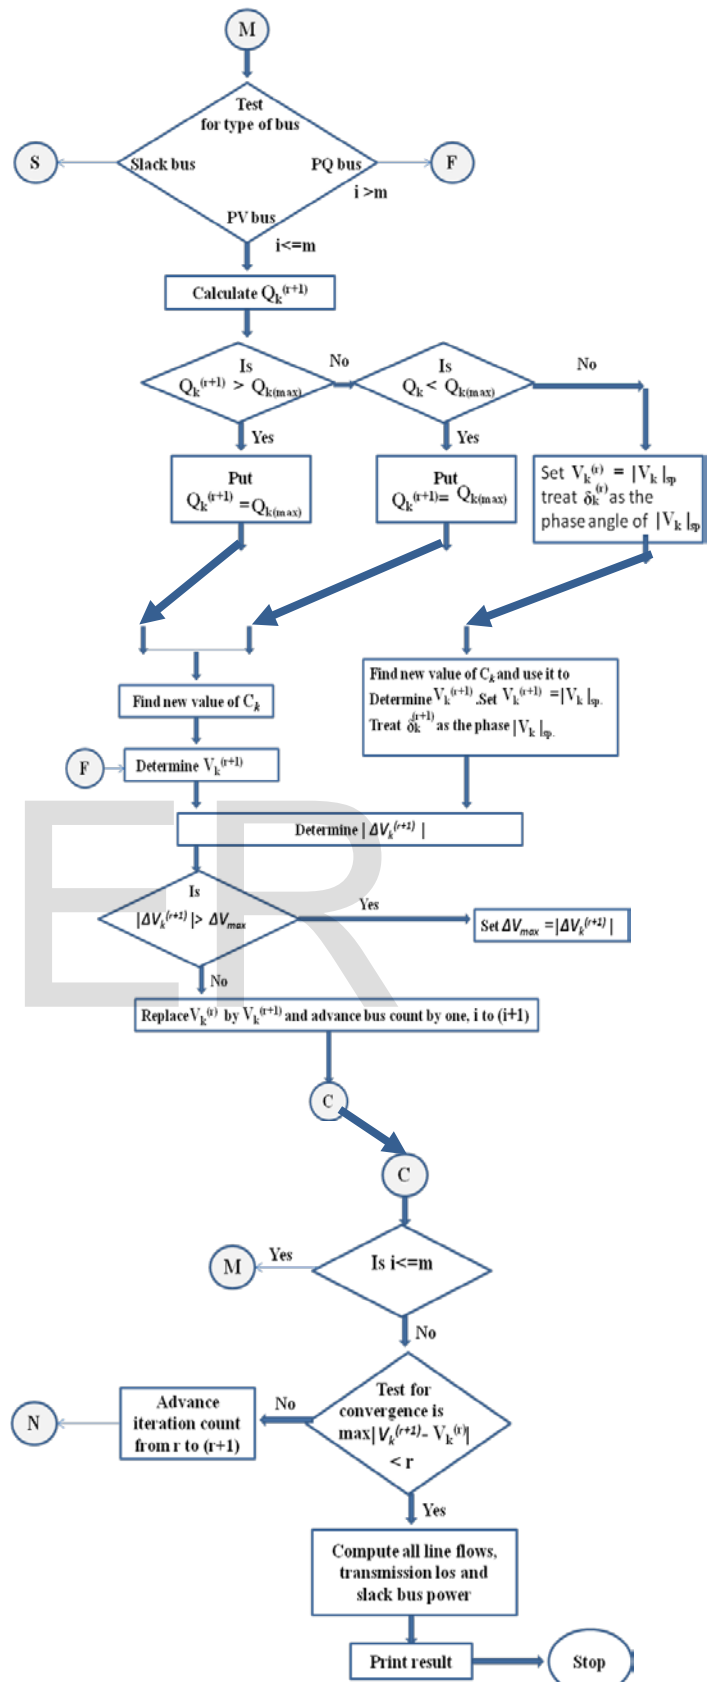 M
Test
for type of bus
S
Slack bus
PQ bus
F
i >m
PV bus
i<=m
Calculate Qk^(r+1)
Is
Qk^(r+1) > Qk(max)
No
Is
Qk < Qk(max)
No
Yes
Yes
Put
Qk^(r+1) =Qk(max)
Put
Qk^(r+1)= Qk(max)
Set Vk^(r) = |Vk|sp
treat δk^(r) as the
phase angle of |Vk|sp
Find new value of Ck
Find new value of Ck and use it to
Determine Vk^(r+1).Set Vk^(r+1) =|Vk|sp.
Treat δk^(r+1) as the phase |Vk|sp.
F
Determine Vk^(r+1)
Determine |ΔVk^(r+1)|
Is
|ΔVk^(r+1)|> ΔVmax
Yes
Set ΔVmax =|ΔVk^(r+1)|
No
Replace Vk^(r) by Vk^(r+1) and advance bus count by one, i to (i+1)
C
C
M
Yes
Is i<=m
No
N
Advance
iteration count
from r to (r+1)
No
Test for
convergence is
max|Vk^(r+1)- Vk^(r)|
< r
Yes
Compute all line flows,
transmission los and
slack bus power
Print result
Stop
ER